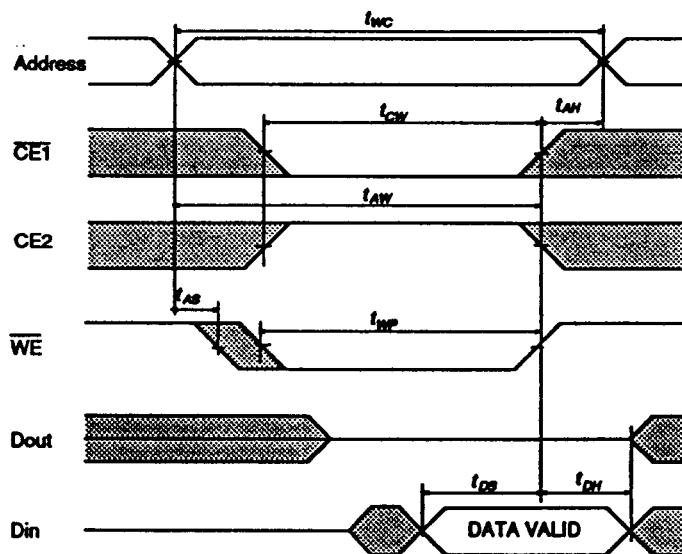 tWC
Address
tAH
tCW
CE1
tAW
CE2
tAS
tWP
WE
Dout
tDS
tDH
Din
DATA VALID